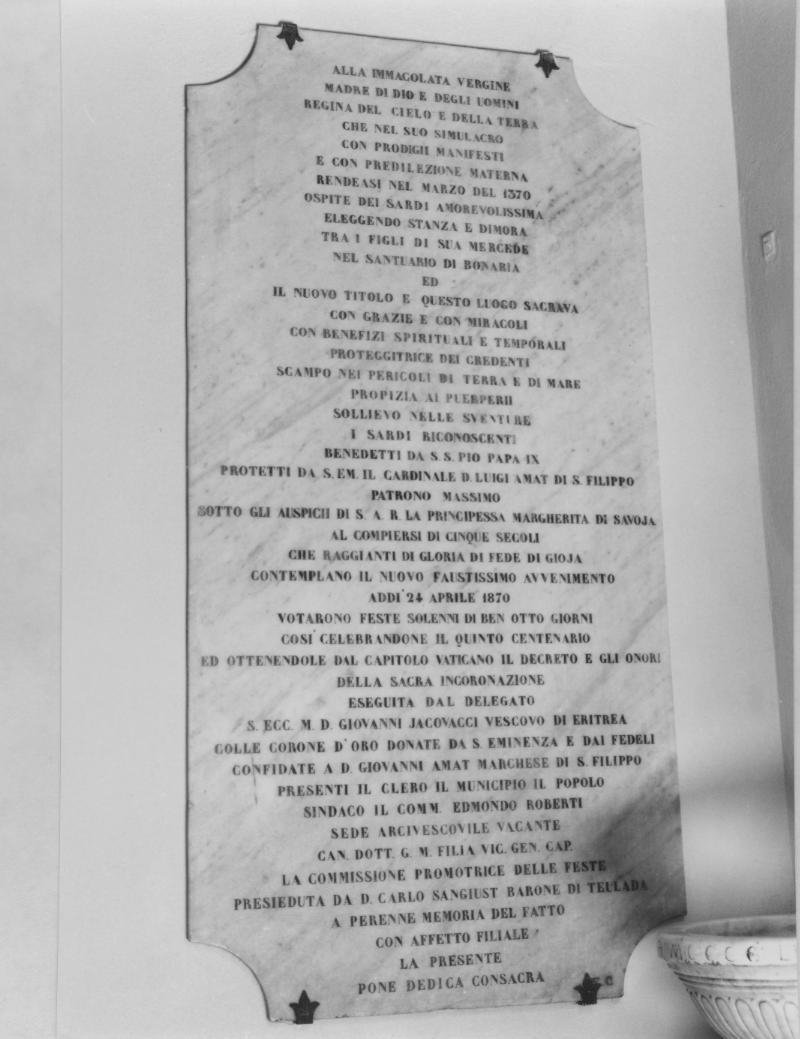 ALLA IMMACOLATA VERGINE
MADRE DI DIO E DEGLI UOMINI
REGINA DEL CIELO E DELLA TERRA
CHE NEL SUO SIMULACRO
CON PRODIGII MANIFESTI
E CON PREDILEZIONE MATERNA
RENDEASI NEL MARZO DEL 1370
OSPITE DEI SARDI AMOREVOLISSIMA
ELEGGENDO STANZA E DIMORA
TRA I FIGLI DI SUA MERCEDE
NEL SANTUARIO DI BONARIA
ED
IL NUOVO TITOLO E QUESTO LUOGO SACRAVA
CON GRAZIE E CON MIRACOLI
CON BENEFIZI SPIRITUALI E TEMPORALI
PROTEGGITRICE DEI CREDENTI
SCAMPO NEI PERICOLI DI TERRA E DI MARE
PROPIZIA AI PUERPERII
SOLLIEVO NELLE SVENTURE
I SARDI RICONOSCENTI
BENEDETTI DA S. S. PIO PAPA IX
PROTETTI DA S. EM. IL CARDINALE D. LUIGI AMAT DI S. FILIPPO
PATRONO MASSIMO
SOTTO GLI AUSPICII DI S. A. R. LA PRINCIPESSA MARGHERITA DI SAVOJA
AL COMPIERSI DI CINQUE SECOLI
CHE RAGGIANTI DI GLORIA DI FEDE DI GIOJA
CONTEMPLANO IL NUOVO FAUSTISSIMO AVVENIMENTO
ADDI' 24 APRILE 1870
VOTARONO FESTE SOLENNI DI BEN OTTO GIORNI
COSI' CELEBRANDONE IL QUINTO CENTENARIO
ED OTTENENDOLE DAL CAPITOLO VATICANO IL DECRETO E GLI ONORI
DELLA SACRA INCORONAZIONE
ESEGUITA DAL DELEGATO
S. ECC. M. D. GIOVANNI JACOVACCI VESCOVO DI ERITREA
COLLE CORONE D'ORO DONATE DA S. EMINENZA E DAI FEDELI
CONFIDATE A D. GIOVANNI AMAT MARCHESE DI S. FILIPPO
PRESENTI IL CLERO IL MUNICIPIO IL POPOLO
SINDACO IL COMM. EDMONDO ROBERTI
SEDE ARCIVESCOVILE VACANTE
CAN. DOTT. G. M. FILIA VIC. GEN. CAP.
LA COMMISSIONE PROMOTRICE DELLE FESTE
PRESIEDUTA DA D. CARLO SANGIUST BARONE DI TEULADA
A PERENNE MEMORIA DEL FATTO
CON AFFETTO FILIALE
LA PRESENTE
PONE DEDICA CONSACRA